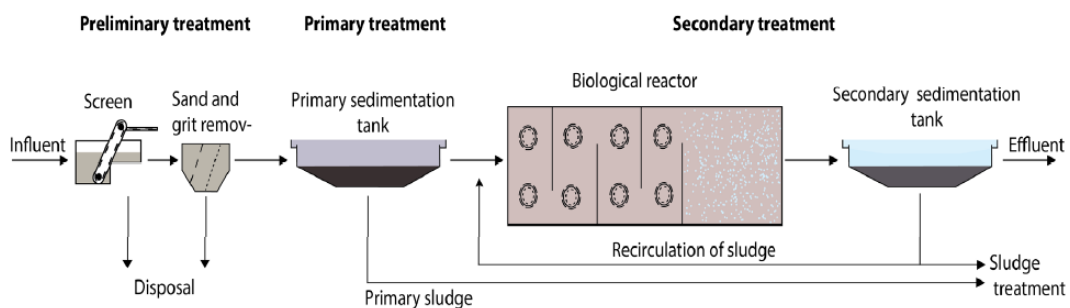 Preliminary treatment
Primary treatment
Secondary treatment
Screen
Sand and
grit remov-
Primary sedimentation
tank
Biological reactor
Secondary sedimentation
tank
Influent
Effluent
Recirculation of sludge
Sludge
treatment
Disposal
Primary sludge